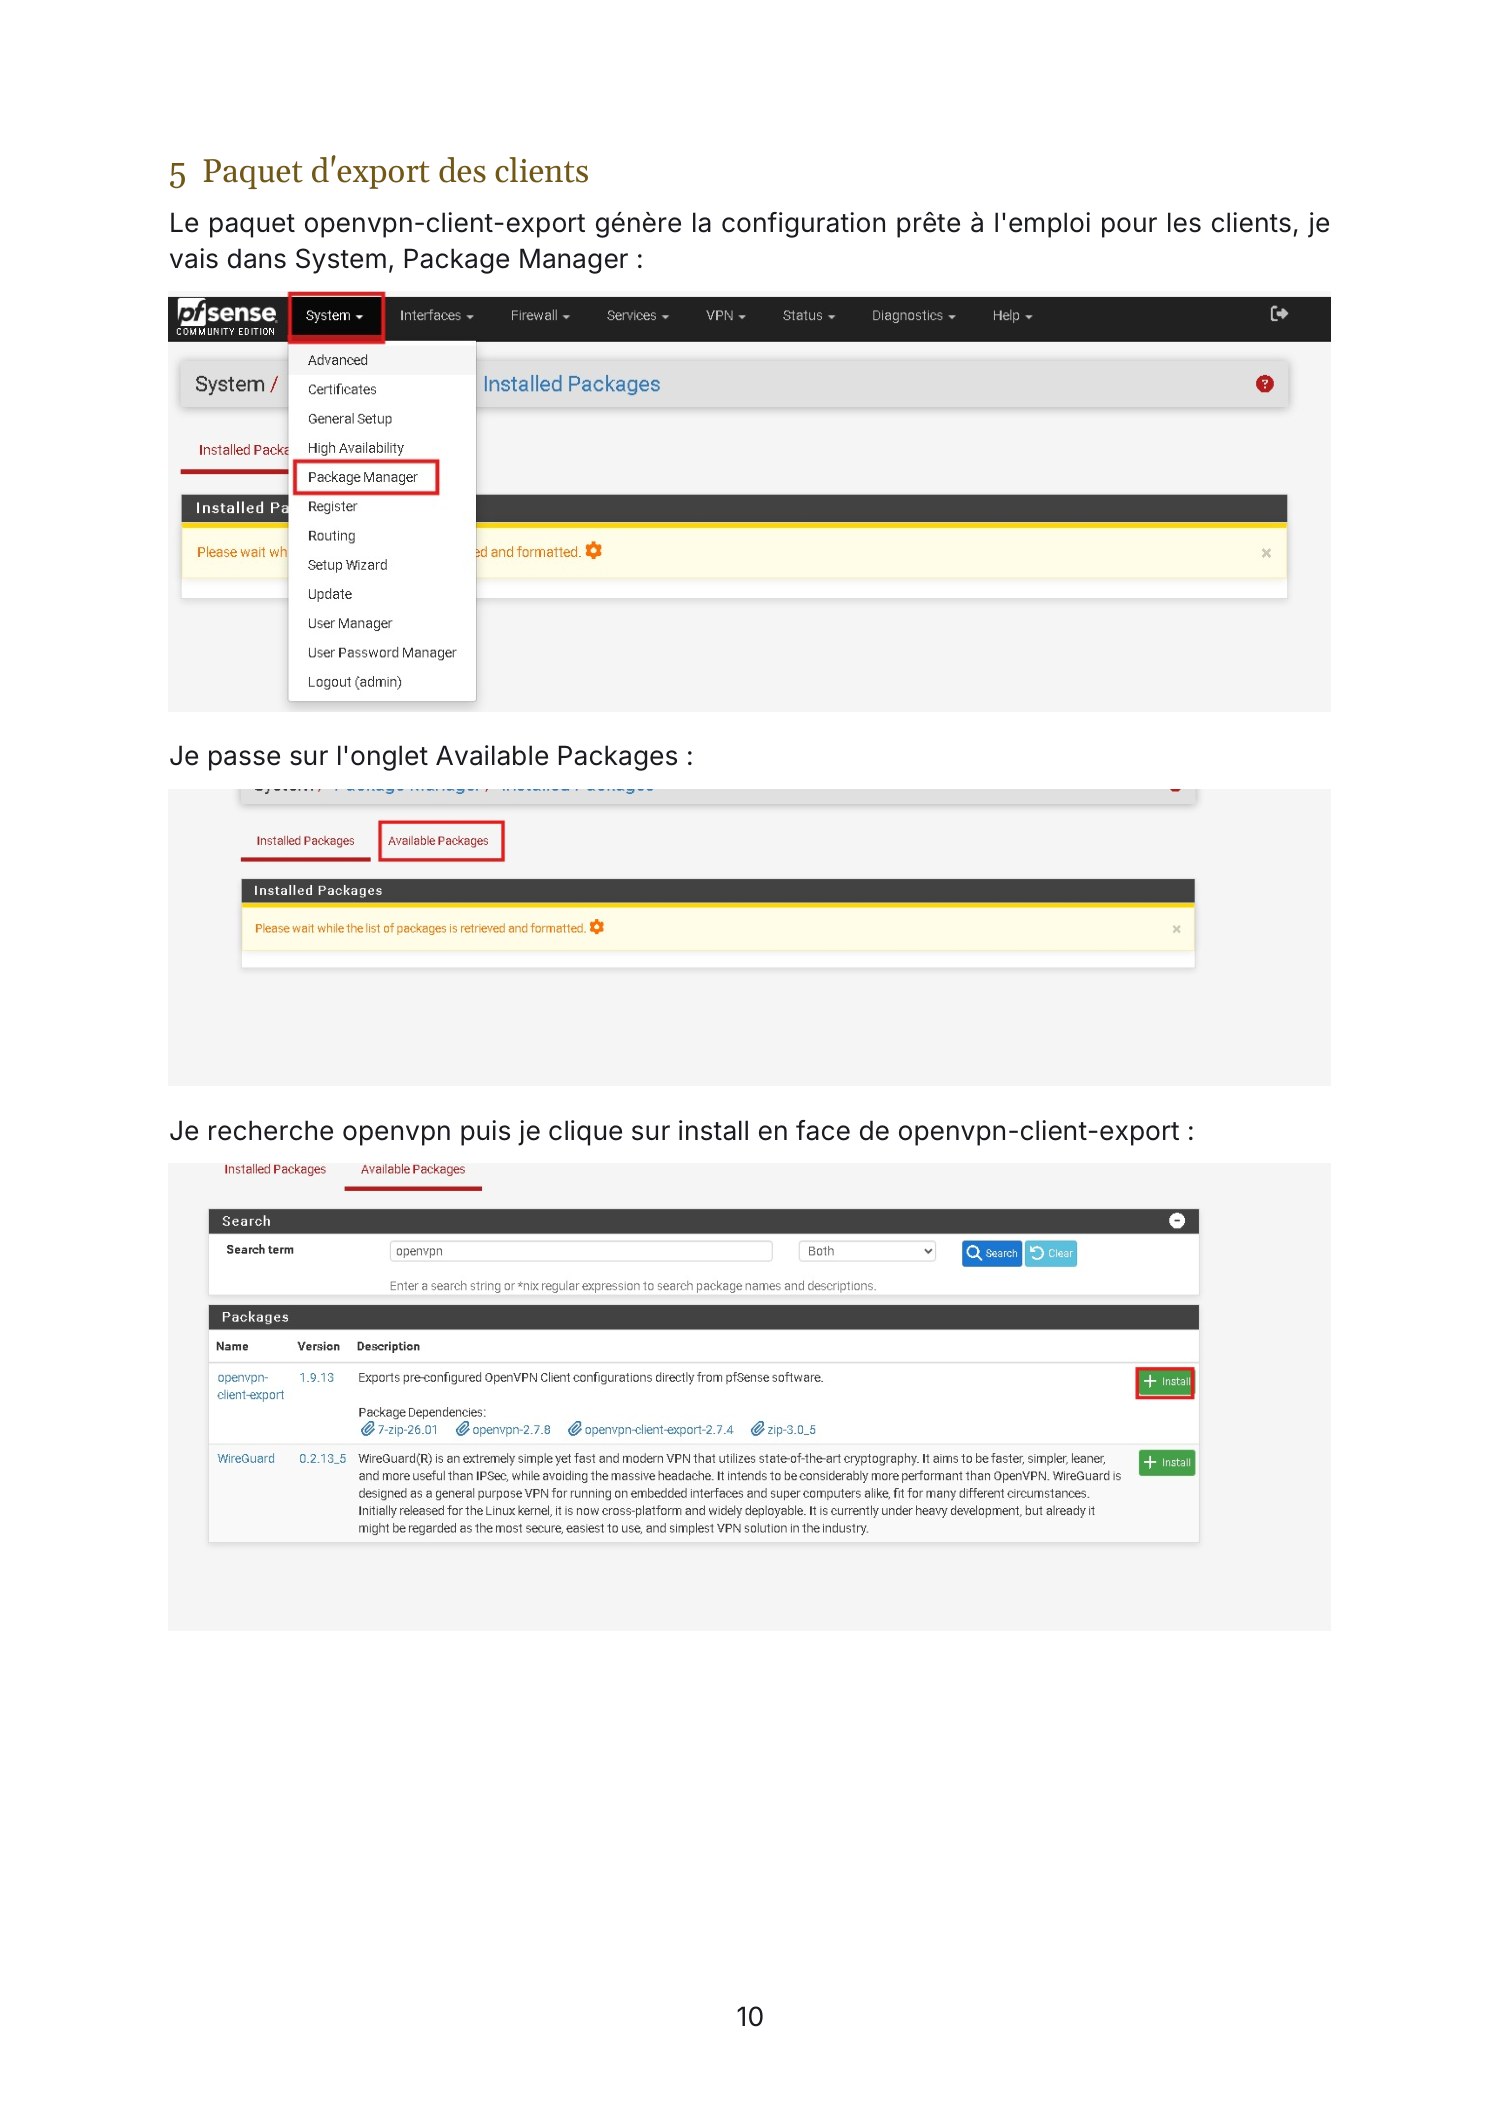 5 Paquet d'export des clients
Le paquet openvpn-client-export génère la configuration prête à l'emploi pour les clients, je
vais dans System, Package Manager :
pfsense
COMMUNITY EDITION
System Interfaces Firewall Services VPN Status Diagnostics Help
Advanced
System / Installed Packages
Certificates
General Setup
High Availability
Installed Packa
Package Manager
Installed Pa
Register
Routing
Please wait wh ed and formatted. ×
Setup Wizard
Update
User Manager
User Password Manager
Logout (admin)
Je passe sur l'onglet Available Packages :
System / Package Manager / Installed Packages
Installed Packages Available Packages
Installed Packages
Please wait while the list of packages is retrieved and formatted. ×
Je recherche openvpn puis je clique sur install en face de openvpn-client-export :
Installed Packages Available Packages
Search
Search term openvpn Both Search Clear
Enter a search string or *nix regular expression to search package names and descriptions.
Packages
Name Version Description
openvpn- 1.9.13 Exports pre-configured OpenVPN Client configurations directly from pfSense software. + Install
client-export
Package Dependencies:
7-zip-26.01 openvpn-2.7.8 openvpn-client-export-2.7.4 zip-3.0_5
WireGuard 0.2.13_5 WireGuard(R) is an extremely simple yet fast and modern VPN that utilizes state-of-the-art cryptography. It aims to be faster, simpler, leaner, + Install
and more useful than IPSec, while avoiding the massive headache. It intends to be considerably more performant than OpenVPN. WireGuard is
designed as a general purpose VPN for running on embedded interfaces and super computers alike, fit for many different circumstances.
Initially released for the Linux kernel, it is now cross-platform and widely deployable. It is currently under heavy development, but already it
might be regarded as the most secure, easiest to use, and simplest VPN solution in the industry.
10